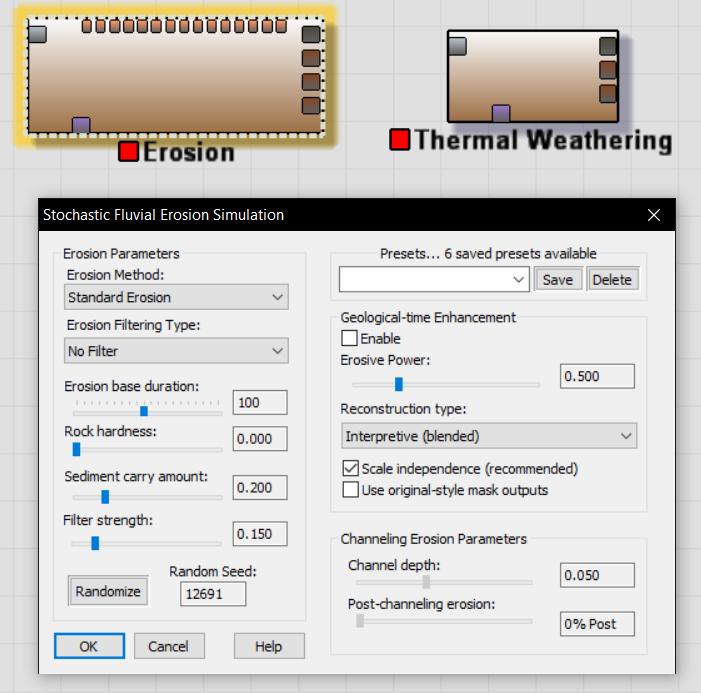 Erosion
Thermal Weathering
Stochastic Fluvial Erosion Simulation
Erosion Parameters
Erosion Method:
Standard Erosion
Erosion Filtering Type:
No Filter
Erosion base duration:
100
Rock hardness:
0.000
Sediment carry amount:
0.200
Filter strength:
0.150
Randomize
Random Seed:
12691
OK
Cancel
Help
Presets... 6 saved presets available
Save
Delete
Geological-time Enhancement
Enable
Erosive Power:
0.500
Reconstruction type:
Interpretive (blended)
Scale independence (recommended)
Use original-style mask outputs
Channeling Erosion Parameters
Channel depth:
0.050
Post-channeling erosion:
0% Post